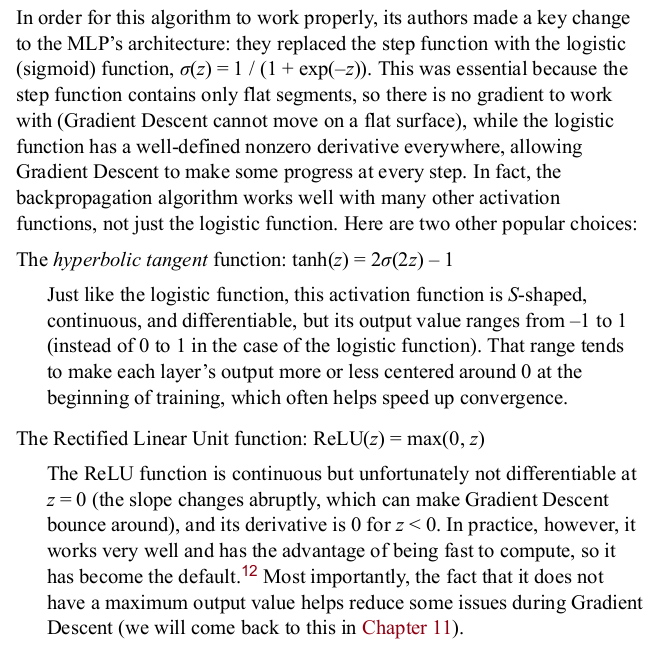 In order for this algorithm to work properly, its authors made a key change
to the MLP’s architecture: they replaced the step function with the logistic
(sigmoid) function, σ(z) = 1 / (1 + exp(–z)). This was essential because the
step function contains only flat segments, so there is no gradient to work
with (Gradient Descent cannot move on a flat surface), while the logistic
function has a well-defined nonzero derivative everywhere, allowing
Gradient Descent to make some progress at every step. In fact, the
backpropagation algorithm works well with many other activation
functions, not just the logistic function. Here are two other popular choices:
The hyperbolic tangent function: tanh(z) = 2σ(2z) – 1
Just like the logistic function, this activation function is S-shaped,
continuous, and differentiable, but its output value ranges from –1 to 1
(instead of 0 to 1 in the case of the logistic function). That range tends
to make each layer’s output more or less centered around 0 at the
beginning of training, which often helps speed up convergence.
The Rectified Linear Unit function: ReLU(z) = max(0, z)
The ReLU function is continuous but unfortunately not differentiable at
z = 0 (the slope changes abruptly, which can make Gradient Descent
bounce around), and its derivative is 0 for z < 0. In practice, however, it
works very well and has the advantage of being fast to compute, so it
has become the default.12 Most importantly, the fact that it does not
have a maximum output value helps reduce some issues during Gradient
Descent (we will come back to this in Chapter 11).